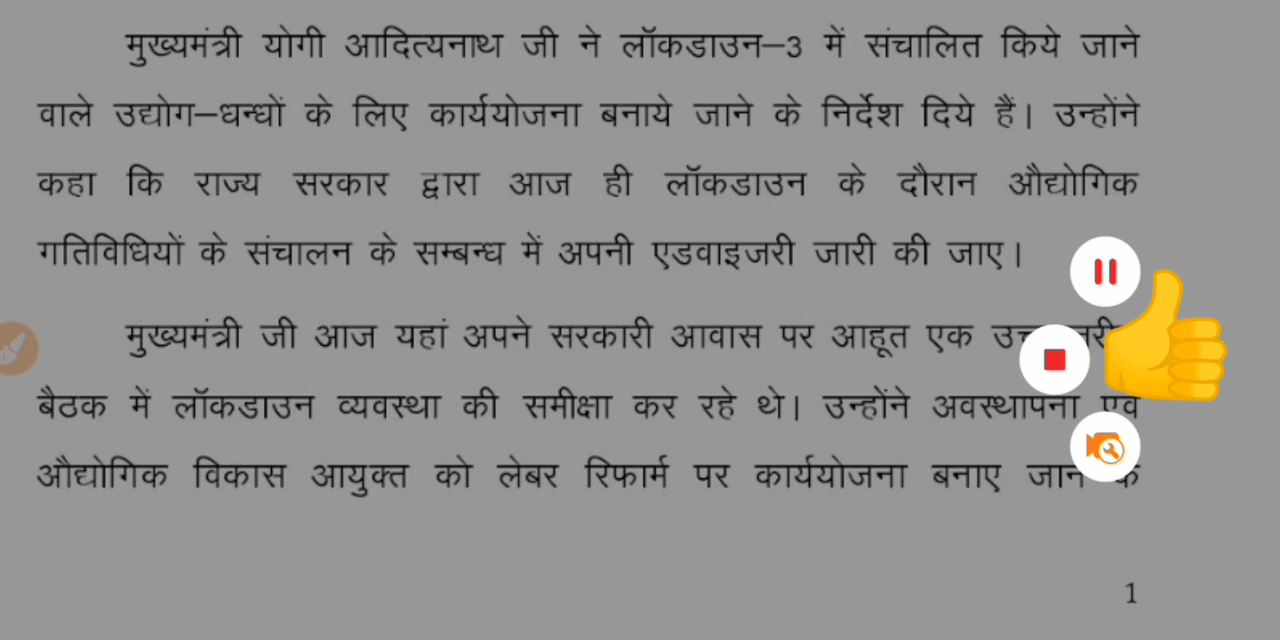 मुख्यमंत्री योगी आदित्यनाथ जी ने लॉकडाउन–3 में संचालित किये जाने
वाले उद्योग–धन्धों के लिए कार्ययोजना बनाये जाने के निर्देश दिये हैं। उन्होंने
कहा कि राज्य सरकार द्वारा आज ही लॉकडाउन के दौरान औद्योगिक
गतिविधियों के संचालन के सम्बन्ध में अपनी एडवाइजरी जारी की जाए।
मुख्यमंत्री जी आज यहां अपने सरकारी आवास पर आहूत एक
बैठक में लॉकडाउन व्यवस्था की समीक्षा कर रहे थे। उन्होंने अवस्थापना
औद्योगिक विकास आयुक्त को लेबर रिफार्म पर कार्ययोजना बनाए
1